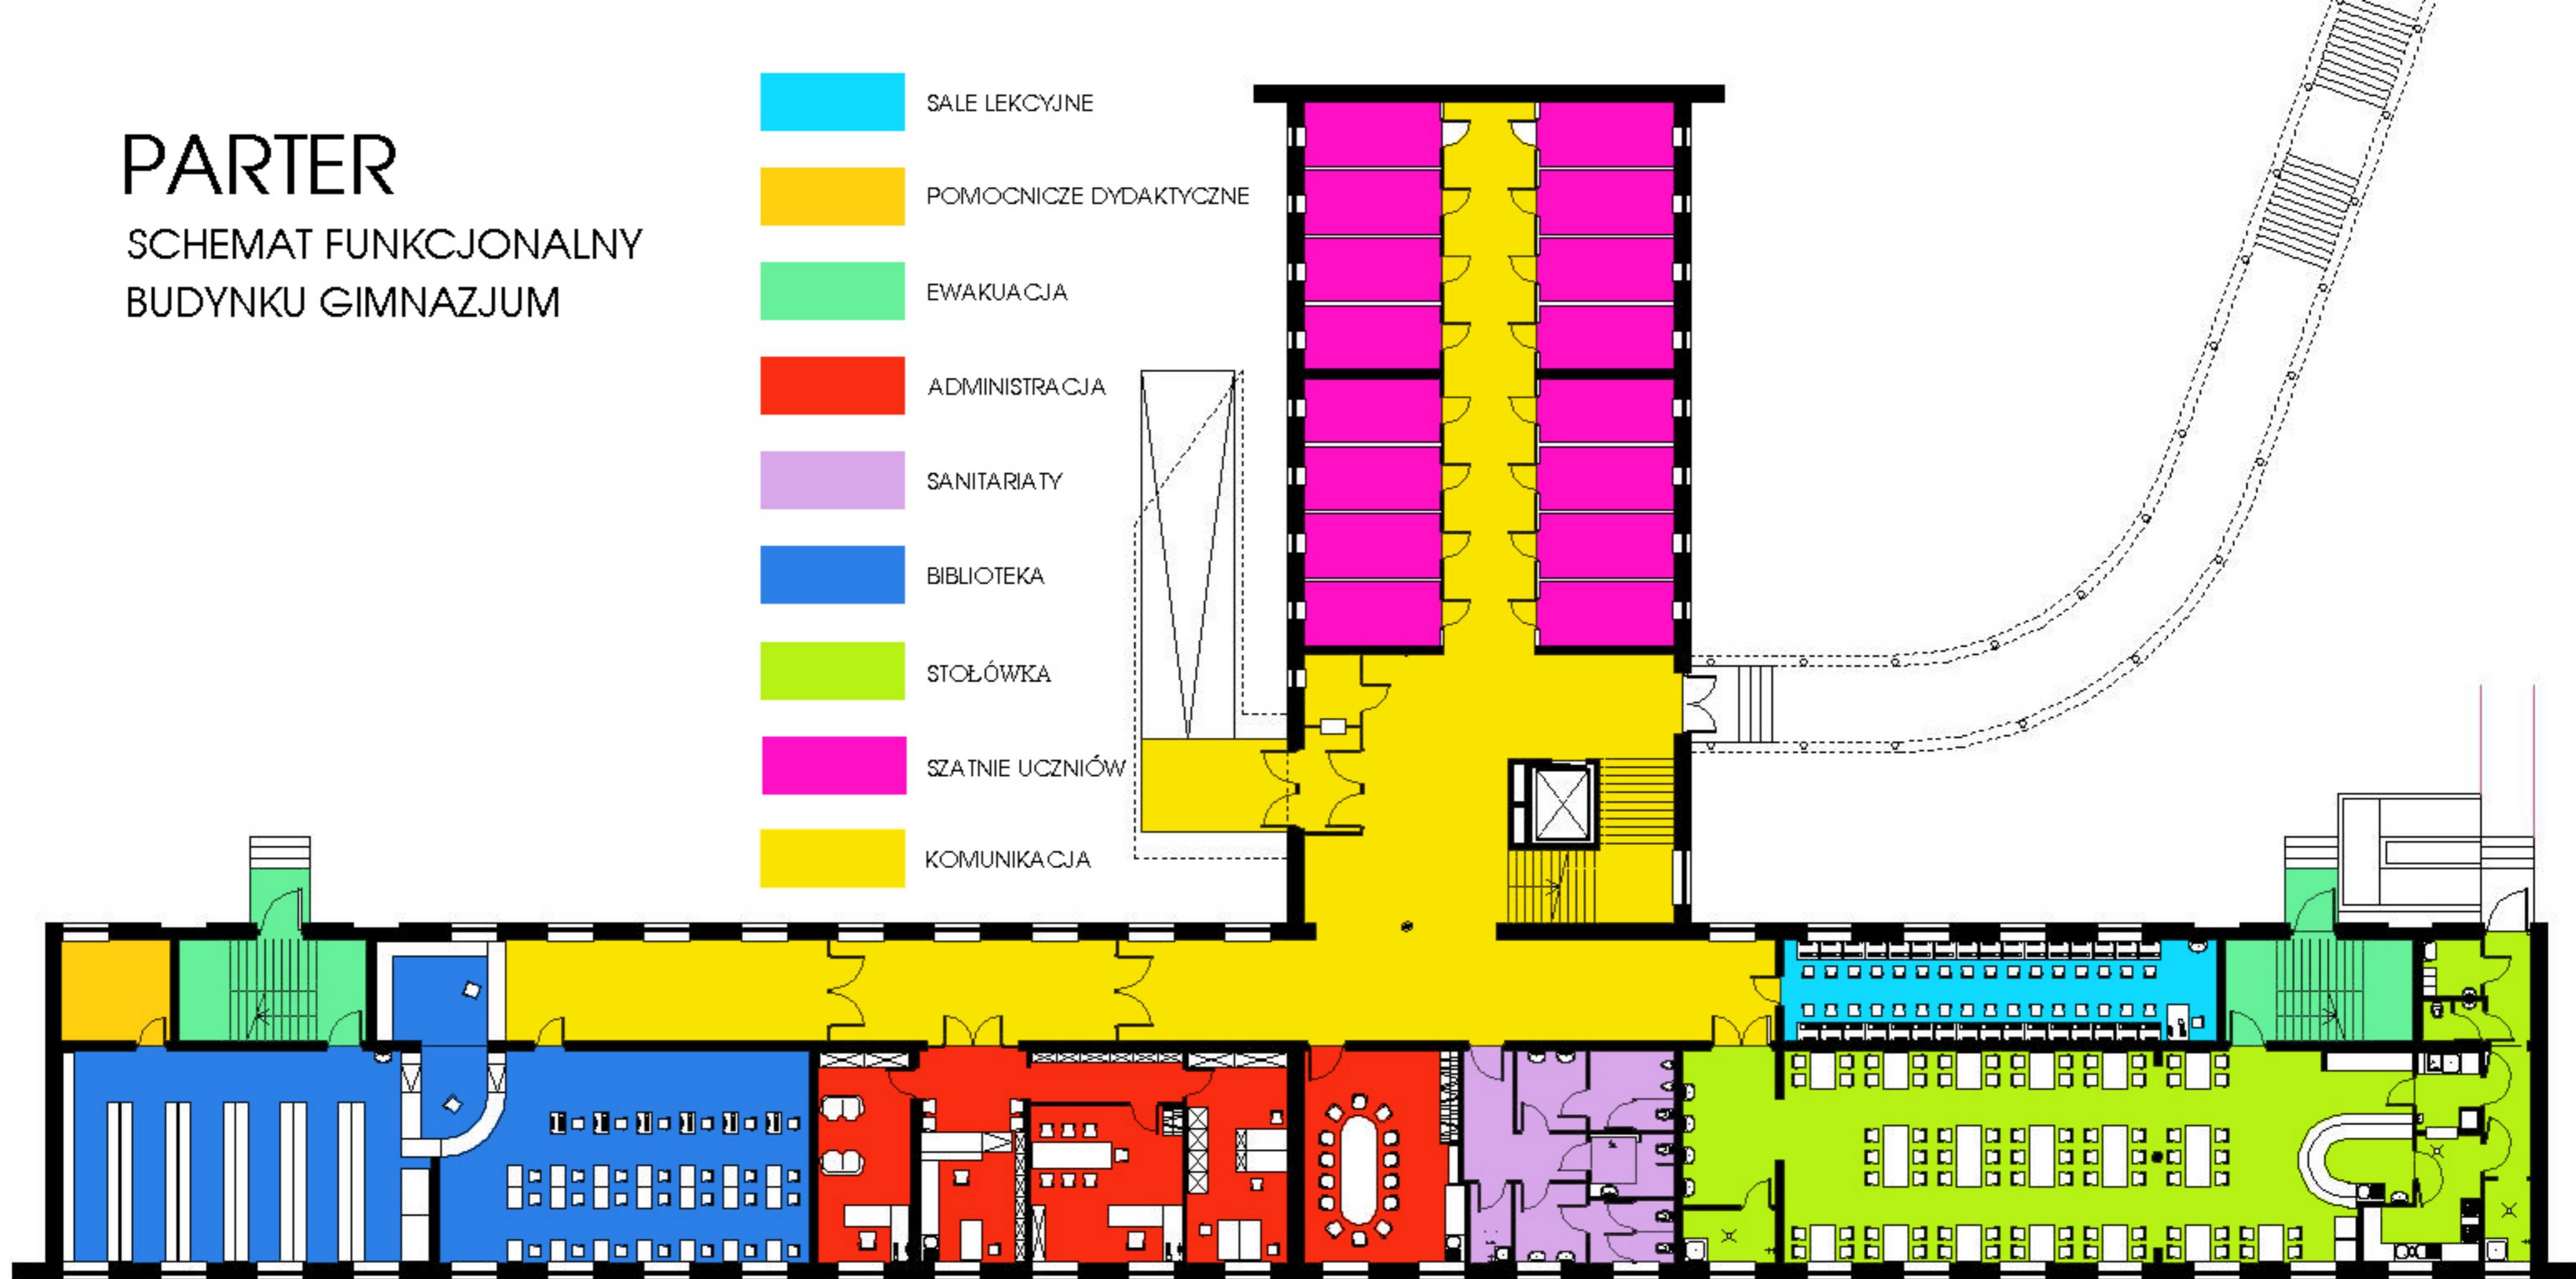 PARTER
SCHEMAT FUNKCJONALNY
BUDYNKU GIMNAZJUM
SALE LEKCYJNE
POMOCNICZE DYDAKTYCZNE
EWAKUACJA
ADMINISTRACJA
SANITARIATY
BIBLIOTEKA
STOŁÓWKA
SZATNIE UCZNIÓW
KOMUNIKACJA